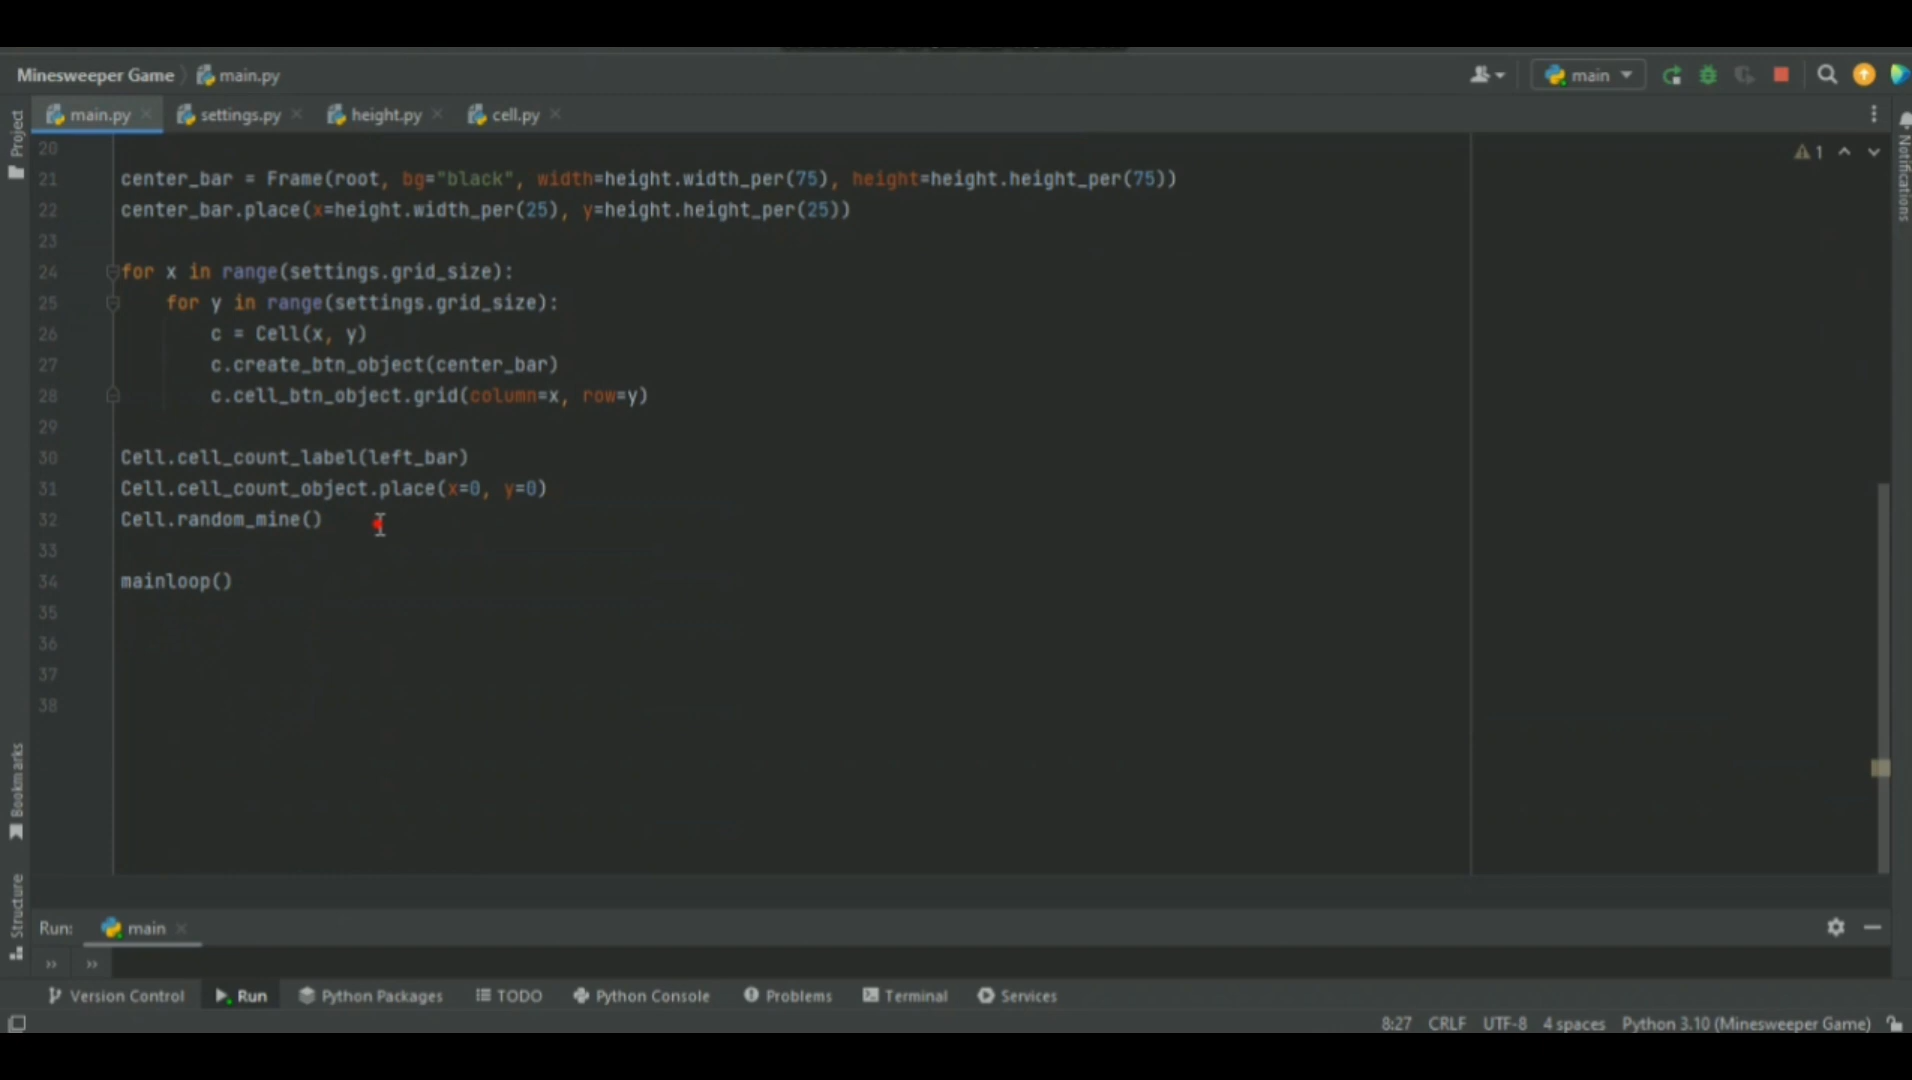 Minesweeper Game main.py
main
main.py settings.py height.py cell.py
Project
Notifications
1
20
21 center_bar = Frame(root, bg="black", width=height.width_per(75), height=height.height_per(75))
22 center_bar.place(x=height.width_per(25), y=height.height_per(25))
23
24 for x in range(settings.grid_size):
25 for y in range(settings.grid_size):
26 c = Cell(x, y)
27 c.create_btn_object(center_bar)
28 c.cell_btn_object.grid(column=x, row=y)
29
30 Cell.cell_count_label(left_bar)
31 Cell.cell_count_object.place(x=0, y=0)
32 Cell.random_mine()
33
34 mainloop()
35
36
37
38
Bookmarks
Structure
Run: main
›› ››
Version Control Run Python Packages TODO Python Console Problems Terminal Services
8:27 CRLF UTF-8 4 spaces Python 3.10 (Minesweeper Game)